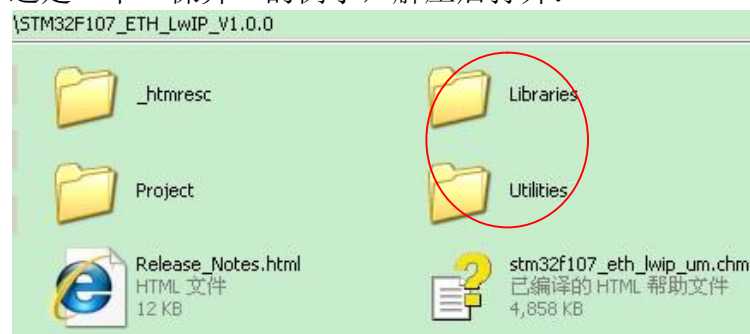 \STM32F107_ETH_LwIP_V1.0.0
_htmresc
Libraries
Project
Utilities
Release_Notes.html
HTML 文件
12 KB
stm32f107_eth_lwip_um.chm
已编译的 HTML 帮助文件
4,858 KB